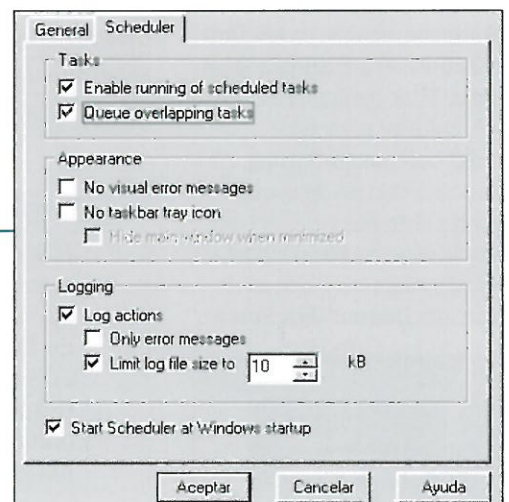 General Scheduler
Tasks
Enable running of scheduled tasks
Queue overlapping tasks
Appearance
No visual error messages
No taskbar tray icon
Hide main window when minimized
Logging
Log actions
Only error messages
Limit log file size to 10 kB
Start Scheduler at Windows startup
Aceptar Cancelar Ayuda